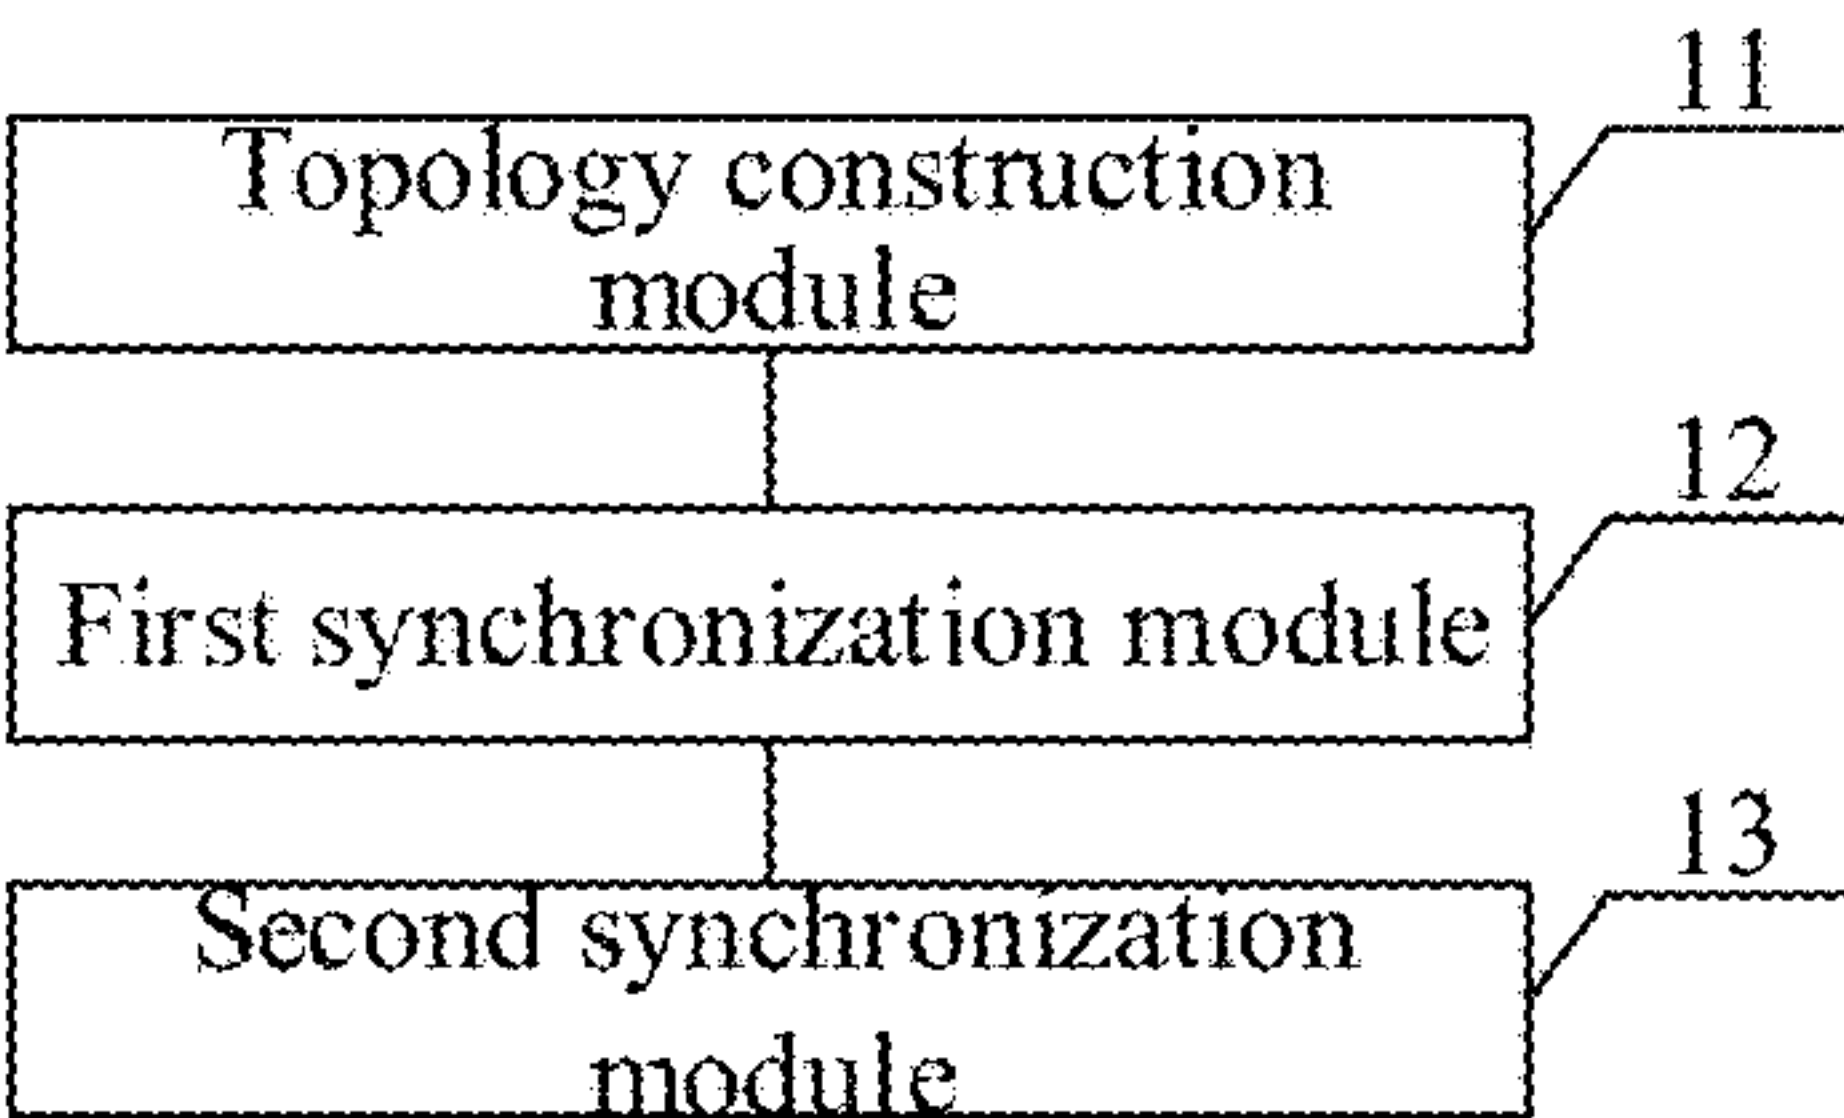 11
Topology construction
module
12
First synchronization module
13
Second synchronization
module